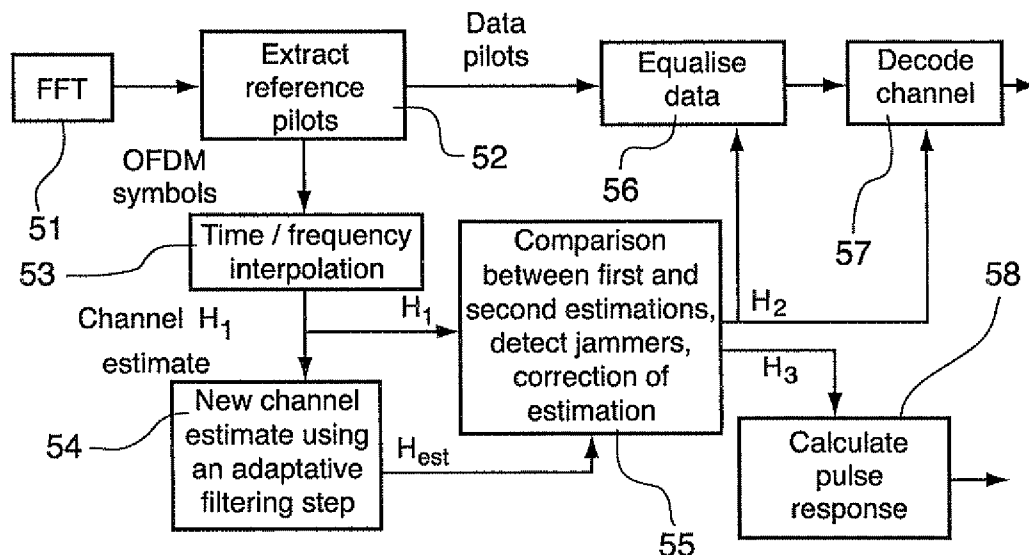 FFT
51
Extract
reference
pilots
52
Data
pilots
Equalise
data
56
Decode
channel
57
OFDM
symbols
Time / frequency
interpolation
53
Channel H1
estimate
H1
New channel
estimate using
an adaptative
filtering step
54
Hest
Comparison
between first and
second estimations,
detect jammers,
correction of
estimation
55
H2
H3
58
Calculate
pulse
response